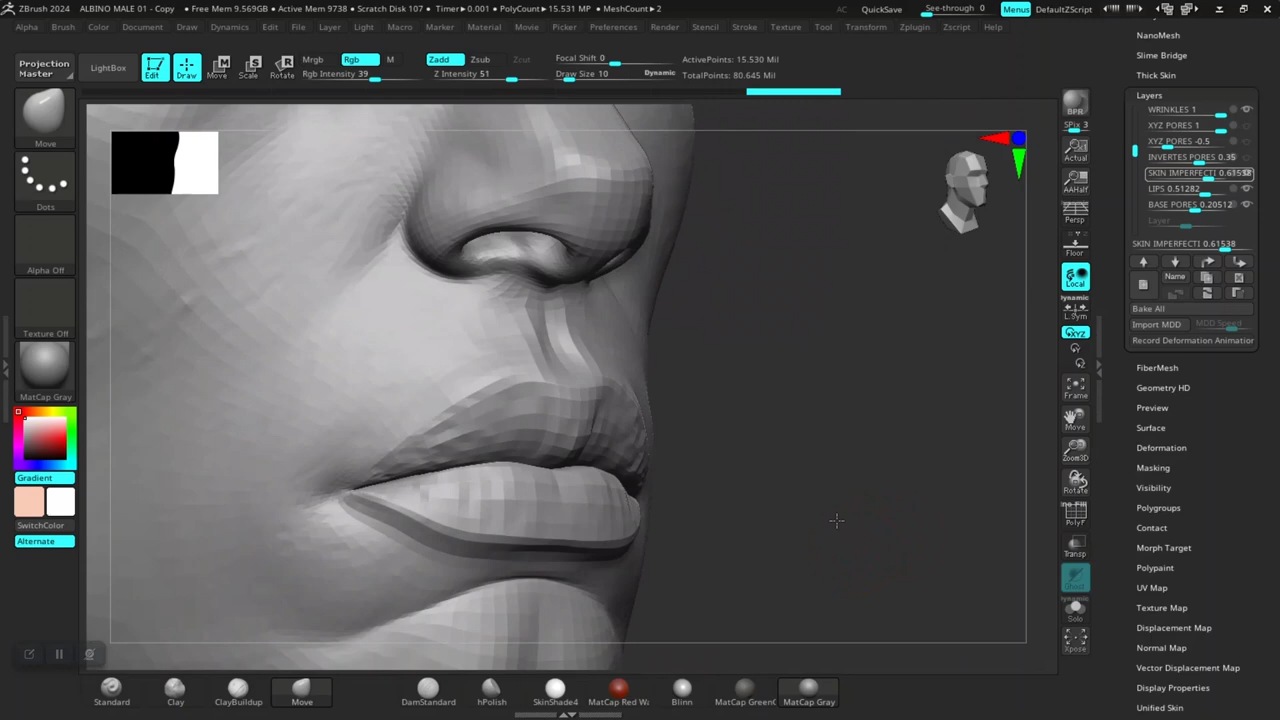 ZBrush 2024 ALBINO MALE 01 - Copy • Free Mem 9.569GB • Active Mem 9738 • Scratch Disk 107 • Timer▶0.001 • PolyCount▶15.531 MP • MeshCount▶2 AC QuickSave See-through 0 Menus DefaultZScript
Alpha Brush Color Document Draw Dynamics Edit File Layer Light Macro Marker Material Movie Picker Preferences Render Stencil Stroke Texture Tool Transform Zplugin Zscript Help
Projection Master
LightBox
Edit
Draw
Move
Scale
Rotate
Mrgb Rgb M
Rgb Intensity 39
Zadd Zsub Zcut
Z Intensity 51
Focal Shift 0
Draw Size 10 Dynamic
ActivePoints: 15.530 Mil
TotalPoints: 80.645 Mil
Move
Dots
Alpha Off
Texture Off
MatCap Gray
Gradient
SwitchColor
Alternate
BPR
SPix 3
Actual
AAHalf
Persp
Floor
Local
Dynamic
L.Sym
XYZ
Frame
Move
Zoom3D
Rotate
PolyF
Transp
Ghost
Dynamic
Solo
Xpose
NanoMesh
Slime Bridge
Thick Skin
Layers
WRINKLES 1
XYZ PORES 1
XYZ PORES -0.5
INVERTES PORES 0.35
SKIN IMPERFECTI 0.61538
LIPS 0.51282
BASE PORES 0.20512
Layer
SKIN IMPERFECTI 0.61538
Name
Bake All
Import MDD MDD Speed
Record Deformation Animation
FiberMesh
Geometry HD
Preview
Surface
Deformation
Masking
Visibility
Polygroups
Contact
Morph Target
Polypaint
UV Map
Texture Map
Displacement Map
Normal Map
Vector Displacement Map
Display Properties
Unified Skin
Standard Clay ClayBuildup Move DamStandard hPolish SkinShade4 MatCap Red Wa Blinn MatCap GreenC MatCap Gray